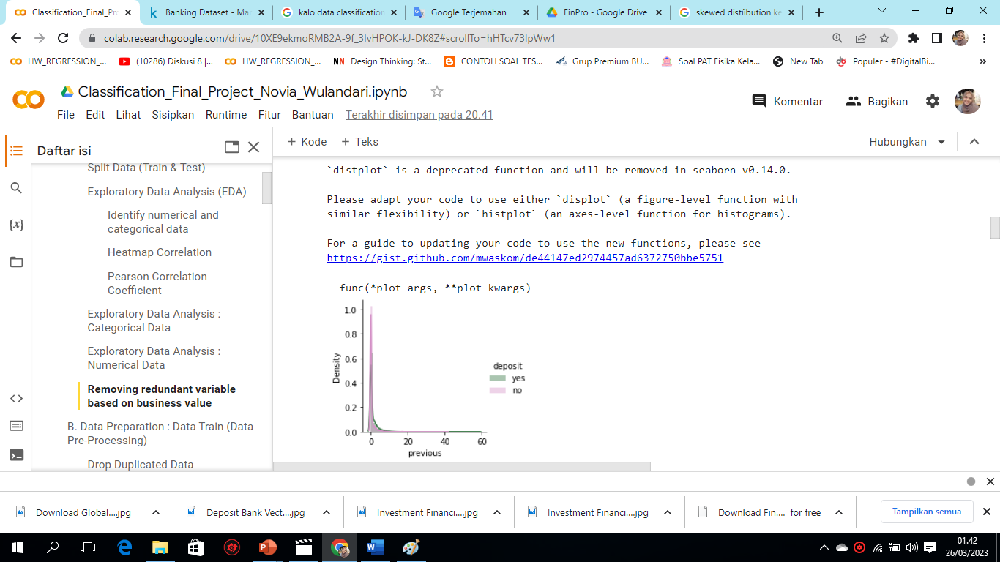 Classification_Final_Pro
Banking Dataset - Mar
kalo data classification
Google Terjemahan
FinPro - Google Drive
skewed distiibution ke
colab.research.google.com/drive/10XE9ekmoRMB2A-9f_3IvHPOK-kJ-DK8Z#scrollTo=hHTcv73IpWw1
HW_REGRESSION_...
(10286) Diskusi 8 |...
HW_REGRESSION_...
NN Design Thinking: St...
CONTOH SOAL TES...
Grup Premium BU...
Soal PAT Fisika Kela...
New Tab
Populer - #DigitalBi...
»
Classification_Final_Project_Novia_Wulandari.ipynb
Komentar
Bagikan
File Edit Lihat Sisipkan Runtime Fitur Bantuan Terakhir disimpan pada 20.41
Daftar isi
+ Kode + Teks
Hubungkan
Split Data (Train & Test)
Exploratory Data Analysis (EDA)
Identify numerical and
categorical data
Heatmap Correlation
Pearson Correlation
Coefficient
Exploratory Data Analysis :
Categorical Data
Exploratory Data Analysis :
Numerical Data
Removing redundant variable
based on business value
B. Data Preparation : Data Train (Data
Pre-Processing)
Drop Duplicated Data
`distplot` is a deprecated function and will be removed in seaborn v0.14.0.
Please adapt your code to use either `displot` (a figure-level function with
similar flexibility) or `histplot` (an axes-level function for histograms).
For a guide to updating your code to use the new functions, please see
https://gist.github.com/mwaskom/de44147ed2974457ad6372750bbe5751
func(*plot_args, **plot_kwargs)
1.0
0.8
0.6
0.4
0.2
0.0
Density
0 20 40 60
previous
deposit
yes
no
{x}
<>
Download Global....jpg
Deposit Bank Vect....jpg
Investment Financi....jpg
Investment Financi....jpg
Download Fin.... for free
Tampilkan semua
01.42
26/03/2023